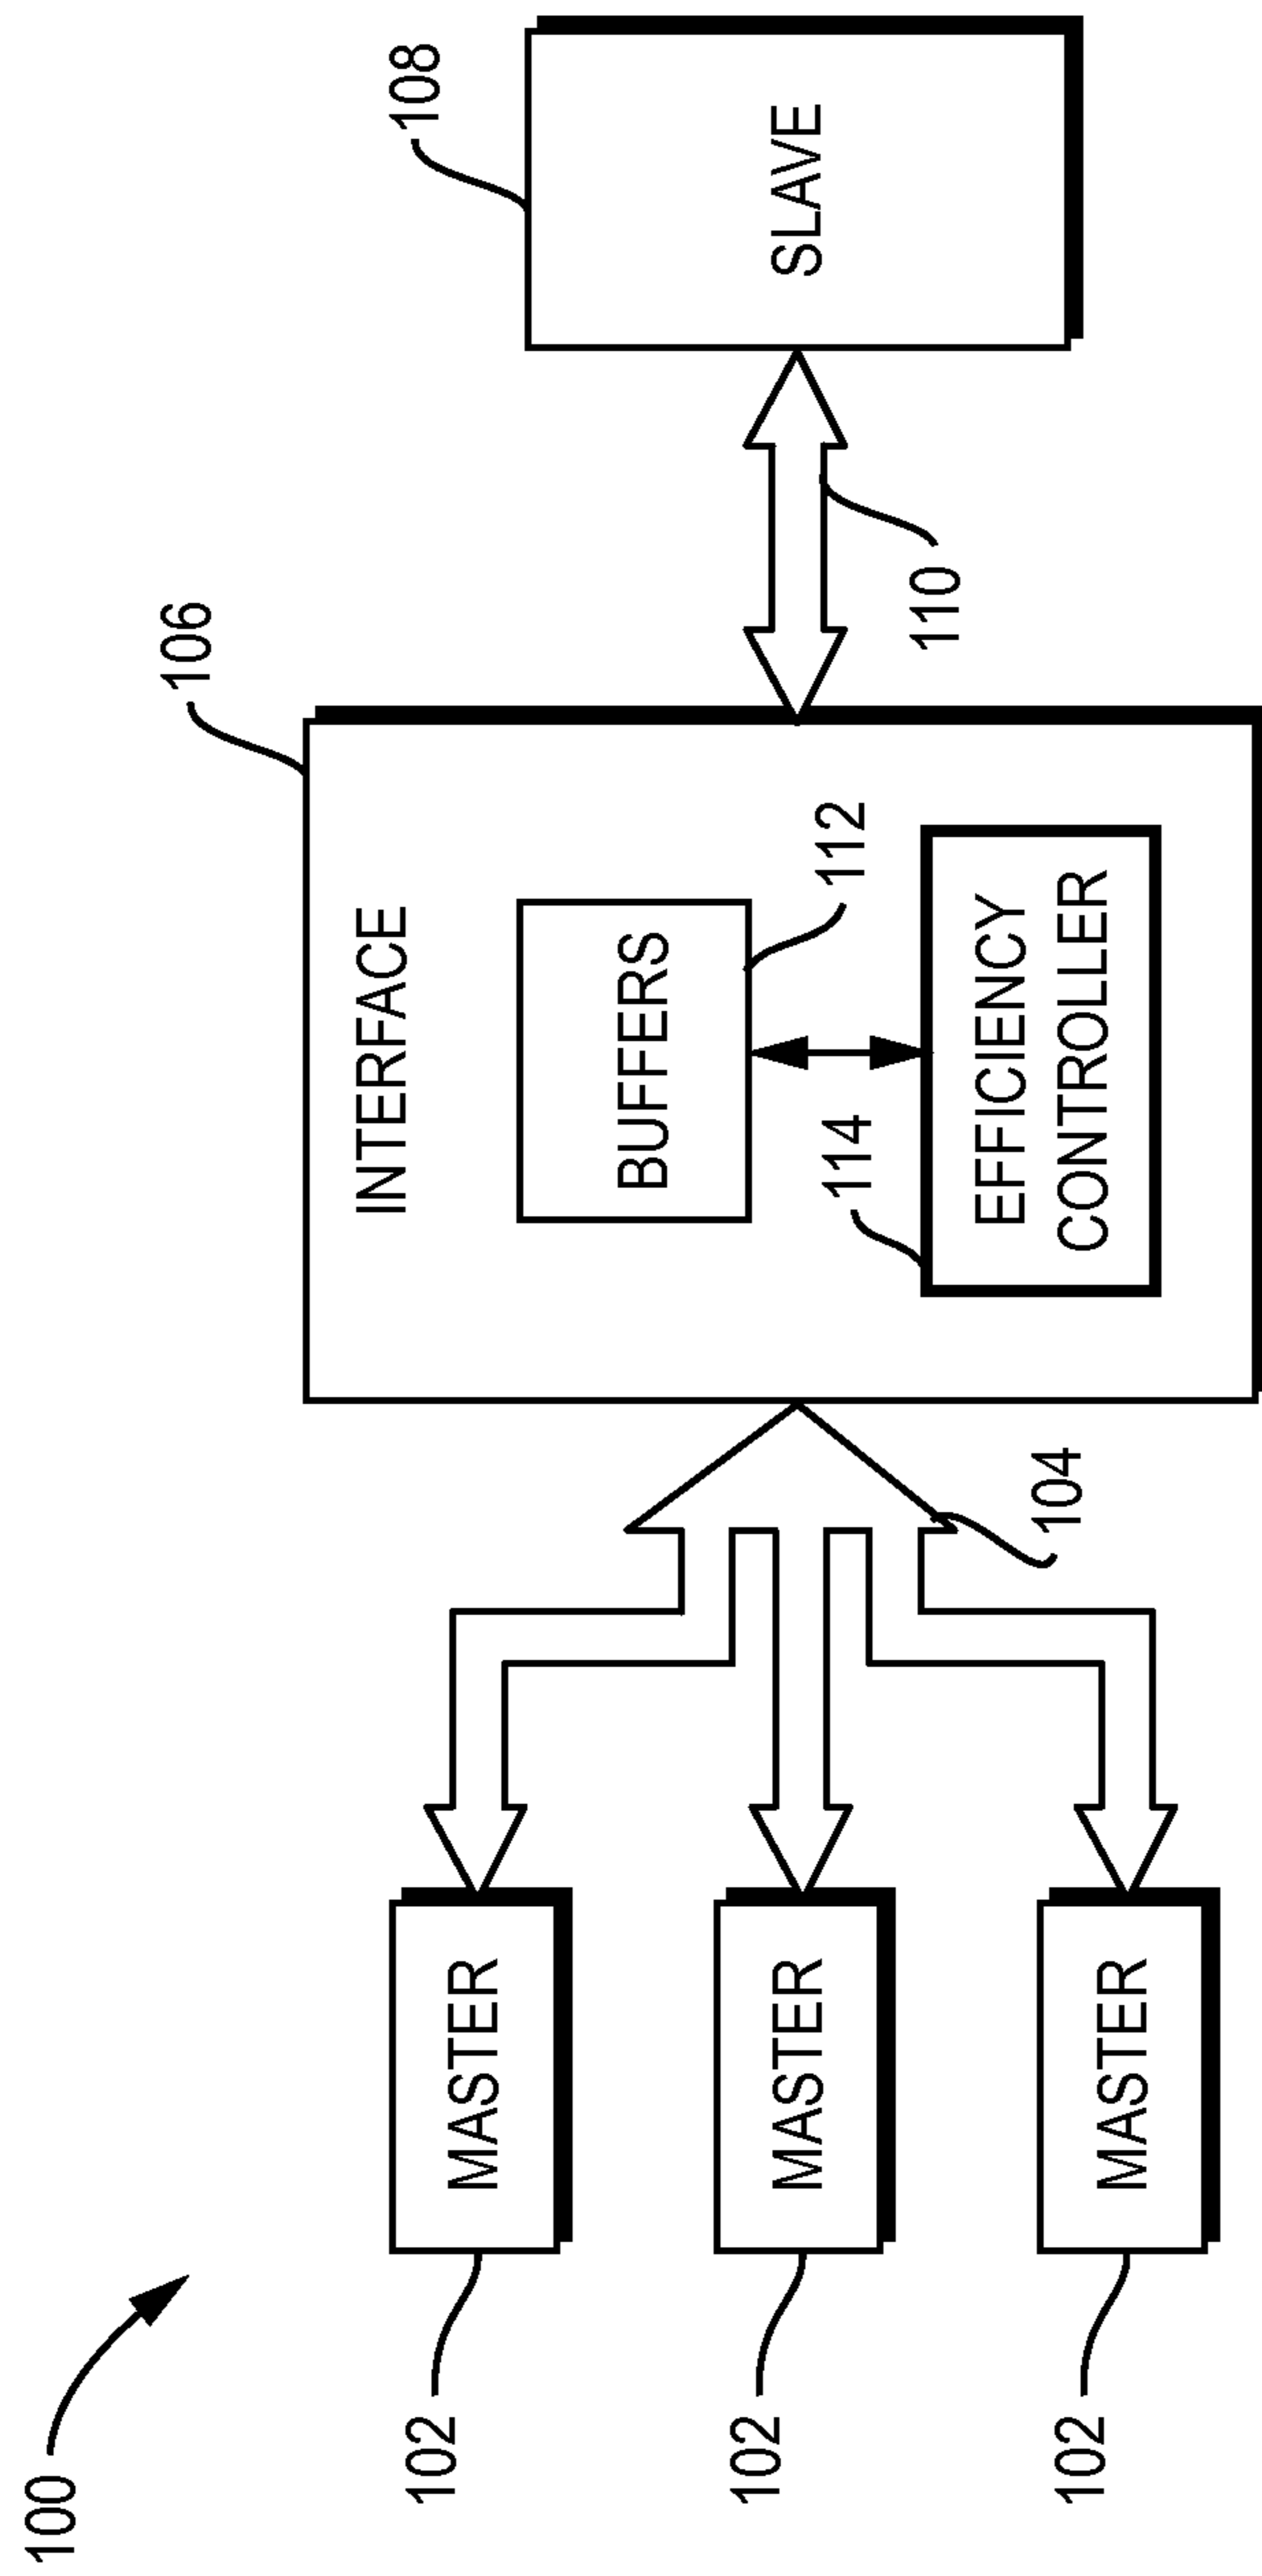 100
102
MASTER
102
MASTER
102
MASTER
104
106
INTERFACE
BUFFERS
112
114
EFFICIENCY
CONTROLLER
110
108
SLAVE